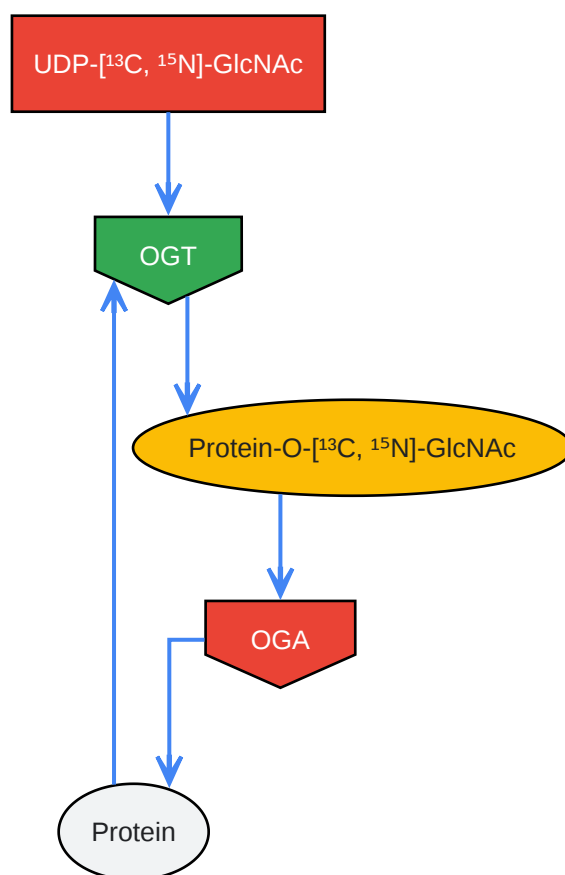 UDP-[¹³C, ¹⁵N]-GlcNAc
OGT
Protein-O-[¹³C, ¹⁵N]-GlcNAc
OGA
Protein